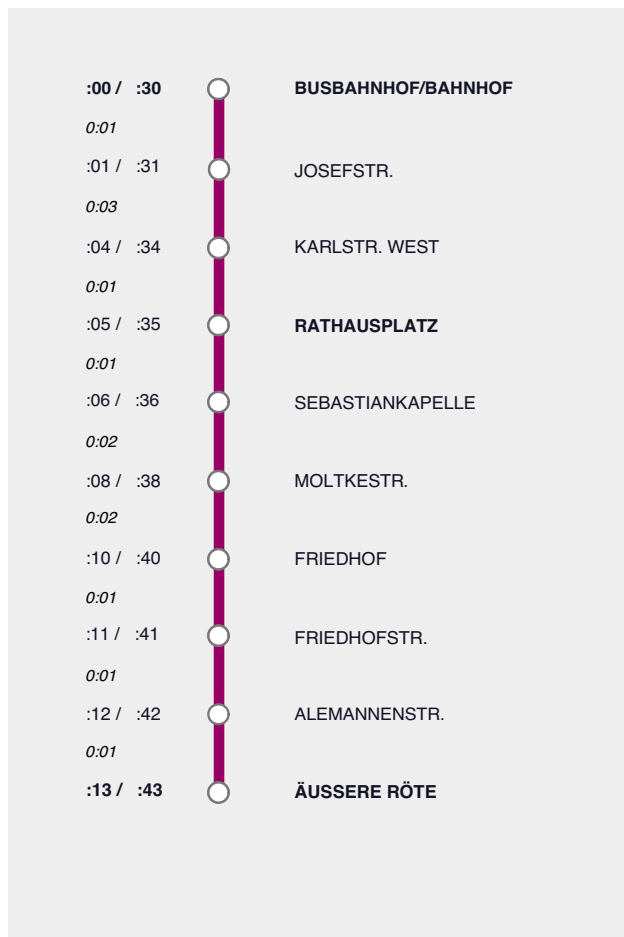 :00 / :30 BUSBAHNHOF/BAHNHOF
0:01
:01 / :31 JOSEFSTR.
0:03
:04 / :34 KARLSTR. WEST
0:01
:05 / :35 RATHAUSPLATZ
0:01
:06 / :36 SEBASTIANKAPELLE
0:02
:08 / :38 MOLTKESTR.
0:02
:10 / :40 FRIEDHOF
0:01
:11 / :41 FRIEDHOFSTR.
0:01
:12 / :42 ALEMANNENSTR.
0:01
:13 / :43 ÄUSSERE RÖTE